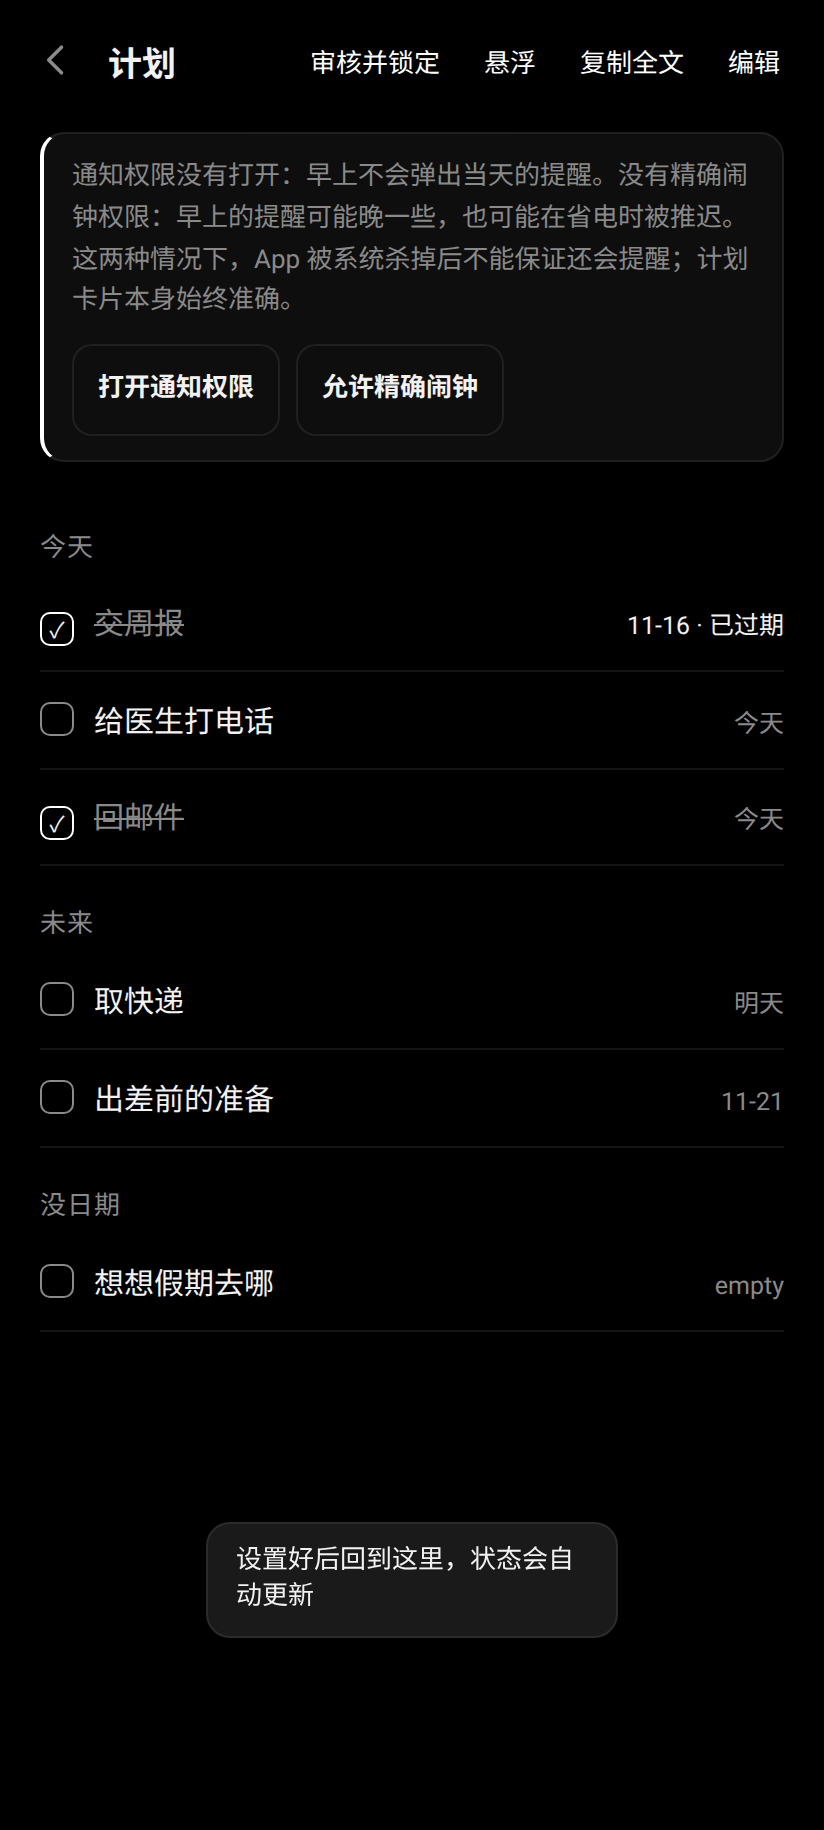 计划 审核并锁定 悬浮 复制全文 编辑
通知权限没有打开：早上不会弹出当天的提醒。没有精确闹
钟权限：早上的提醒可能晚一些，也可能在省电时被推迟。
这两种情况下，App 被系统杀掉后不能保证还会提醒；计划
卡片本身始终准确。
打开通知权限 允许精确闹钟
今天
交周报 11-16 · 已过期
给医生打电话 今天
回邮件 今天
未来
取快递 明天
出差前的准备 11-21
没日期
想想假期去哪 empty
设置好后回到这里，状态会自
动更新